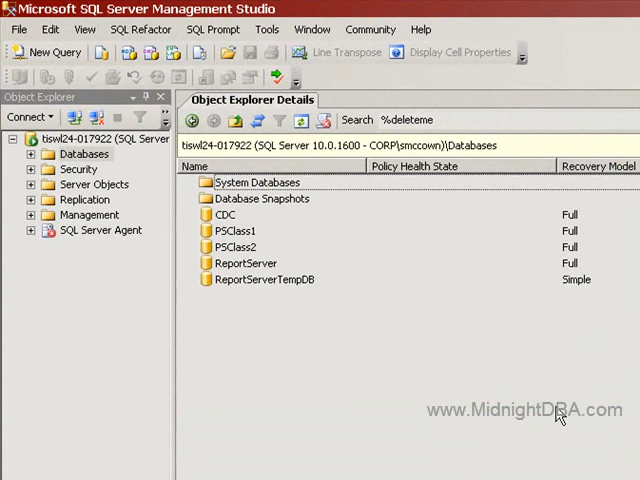 Microsoft SQL Server Management Studio
File Edit View SQL Refactor SQL Prompt Tools Window Community Help
New Query Line Transpose Display Cell Properties
Object Explorer
Object Explorer Details
Connect
Search %deleteme
tiswl24-017922 (SQL Server
tiswl24-017922 (SQL Server 10.0.1600 - CORP\smccown)\Databases
Databases
Security
Server Objects
Replication
Management
SQL Server Agent
Name Policy Health State Recovery Model
System Databases
Database Snapshots
CDC Full
PSClass1 Full
PSClass2 Full
ReportServer Full
ReportServerTempDB Simple
www.MidnightDBA.com